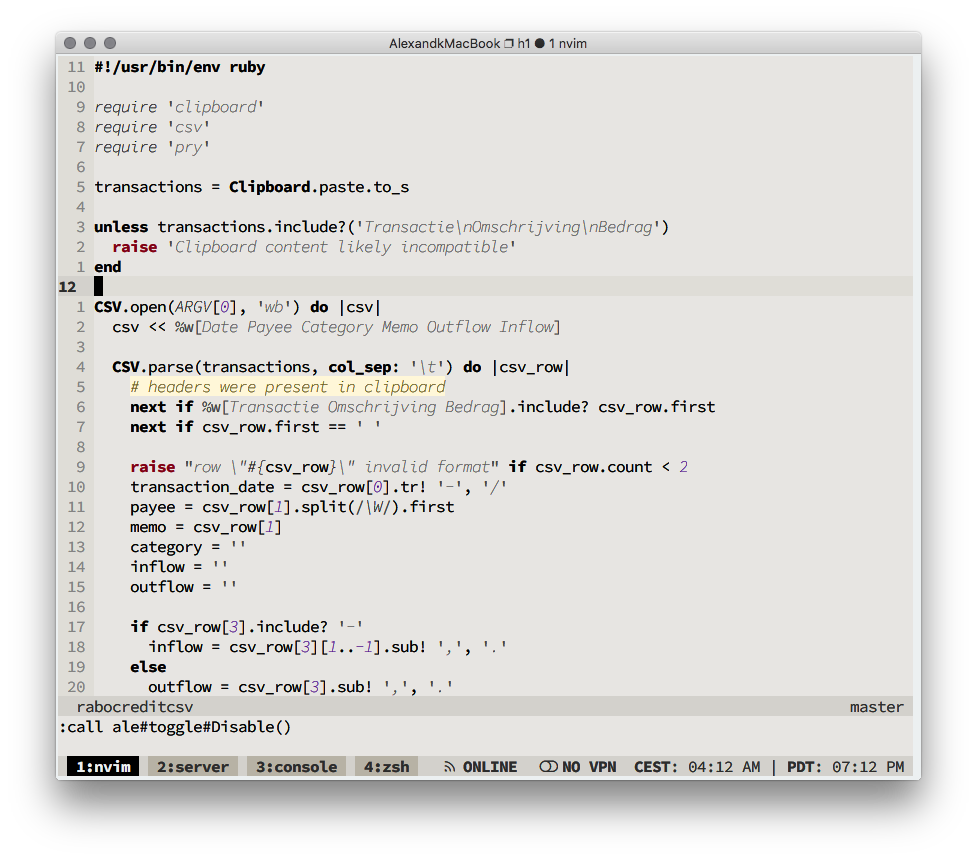 AlexandkMacBook ❐ h1 ● 1 nvim
11 #!/usr/bin/env ruby
10
9 require 'clipboard'
8 require 'csv'
7 require 'pry'
6
5 transactions = Clipboard.paste.to_s
4
3 unless transactions.include?('Transactie\nOmschrijving\nBedrag')
2   raise 'Clipboard content likely incompatible'
1 end
12
1 CSV.open(ARGV[0], 'wb') do |csv|
2   csv << %w[Date Payee Category Memo Outflow Inflow]
3
4   CSV.parse(transactions, col_sep: '\t') do |csv_row|
5     # headers were present in clipboard
6     next if %w[Transactie Omschrijving Bedrag].include? csv_row.first
7     next if csv_row.first == ' '
8
9     raise "row \"#{csv_row}\" invalid format" if csv_row.count < 2
10     transaction_date = csv_row[0].tr! '-', '/'
11     payee = csv_row[1].split(/\W/).first
12     memo = csv_row[1]
13     category = ''
14     inflow = ''
15     outflow = ''
16
17     if csv_row[3].include? '-'
18       inflow = csv_row[3][1..-1].sub! ',', '.'
19     else
20       outflow = csv_row[3].sub! ',', '.'
rabocreditcsv master
:call ale#toggle#Disable()
1:nvim 2:server 3:console 4:zsh ONLINE NO VPN CEST: 04:12 AM | PDT: 07:12 PM